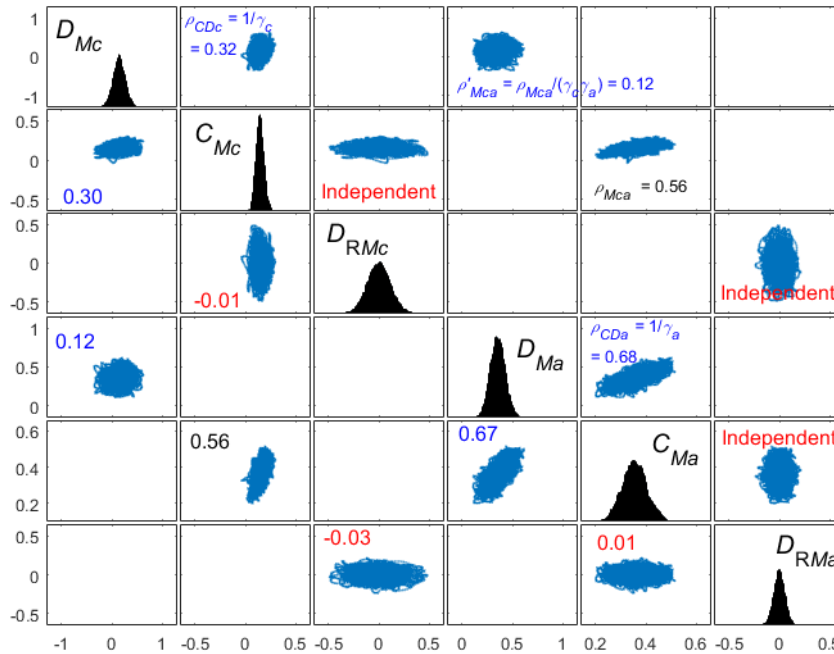 1
0
-1
D_Mc
ρ_CDc = 1/γ_c
= 0.32
ρ'_Mca = ρ_Mca/(γ_cγ_a) = 0.12
0.5
0
-0.5
0.30
C_Mc
Independent
ρ_Mca = 0.56
0.5
0
-0.5
-0.01
D_RMc
Independent
1
0.5
0
0.12
D_Ma
ρ_CDa = 1/γ_a
= 0.68
0.6
0.4
0.2
0.56
0.67
C_Ma
Independent
0.5
0
-0.5
-0.03
0.01
D_RMa
-1 0 1 -0.5 0 0.5 -0.5 0 0.5 0 0.5 1 0.2 0.4 0.6 -0.5 0 0.5